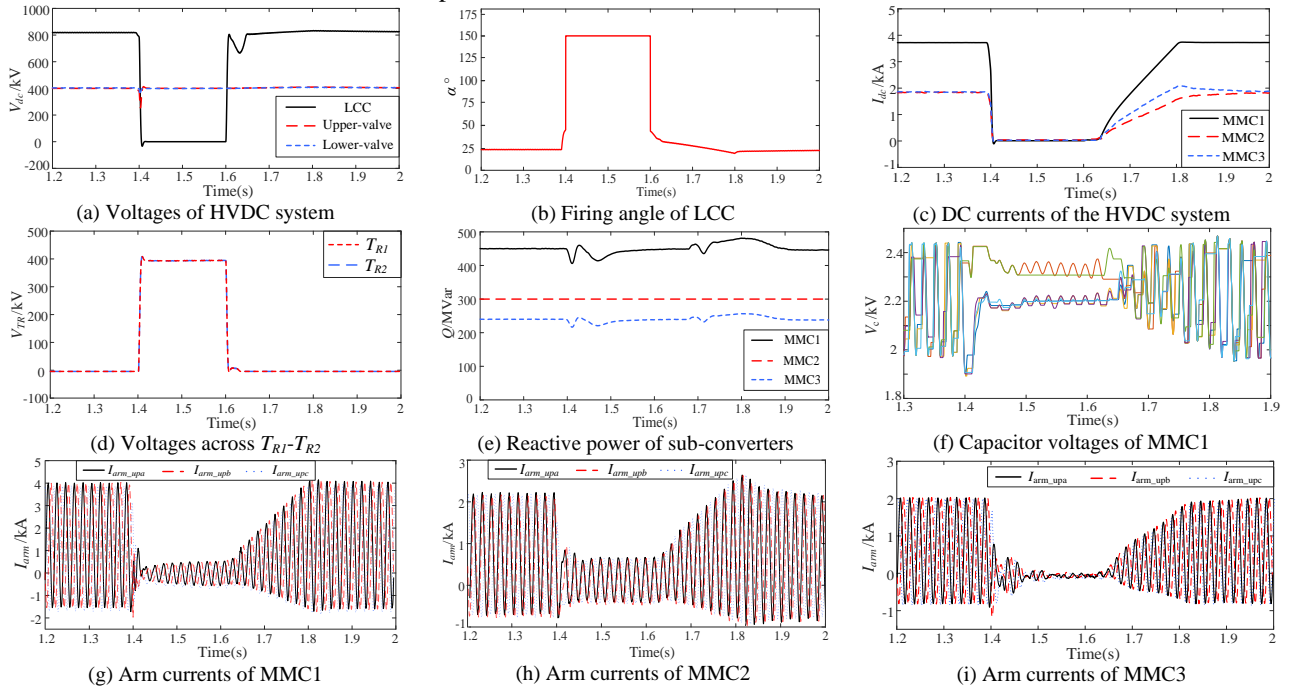 1000
800
600
400
200
0
-200
V_dc/kV
LCC
Upper-valve
Lower-valve
1.2 1.3 1.4 1.5 1.6 1.7 1.8 1.9 2
Time(s)
(a) Voltages of HVDC system
175
150
125
100
75
50
25
0
α°
1.2 1.3 1.4 1.5 1.6 1.7 1.8 1.9 2
Time(s)
(b) Firing angle of LCC
5
4
3
2
1
0
-1
I_dc/kA
MMC1
MMC2
MMC3
1.2 1.3 1.4 1.5 1.6 1.7 1.8 1.9 2
Time(s)
(c) DC currents of the HVDC system
500
400
300
200
100
0
-100
V_TR/kV
T_R1
T_R2
1.2 1.3 1.4 1.5 1.6 1.7 1.8 1.9 2
Time(s)
(d) Voltages across T_R1-T_R2
500
450
400
350
300
250
200
150
100
50
0
Q/MVar
MMC1
MMC2
MMC3
1.2 1.3 1.4 1.5 1.6 1.7 1.8 1.9 2
Time(s)
(e) Reactive power of sub-converters
2.4
2.2
2
1.8
V_c/kV
1.3 1.4 1.5 1.6 1.7 1.8 1.9
Time(s)
(f) Capacitor voltages of MMC1
5
4
3
2
1
0
-1
-2
I_arm/kA
I_arm_upa I_arm_upb I_arm_upc
1.2 1.3 1.4 1.5 1.6 1.7 1.8 1.9 2
Time(s)
(g) Arm currents of MMC1
3
2
1
0
-1
I_arm/kA
I_arm_upa I_arm_upb I_arm_upc
1.2 1.3 1.4 1.5 1.6 1.7 1.8 1.9 2
Time(s)
(h) Arm currents of MMC2
3
2
1
0
-1
I_arm/kA
I_arm_upa I_arm_upb I_arm_upc
1.2 1.3 1.4 1.5 1.6 1.7 1.8 1.9 2
Time(s)
(i) Arm currents of MMC3